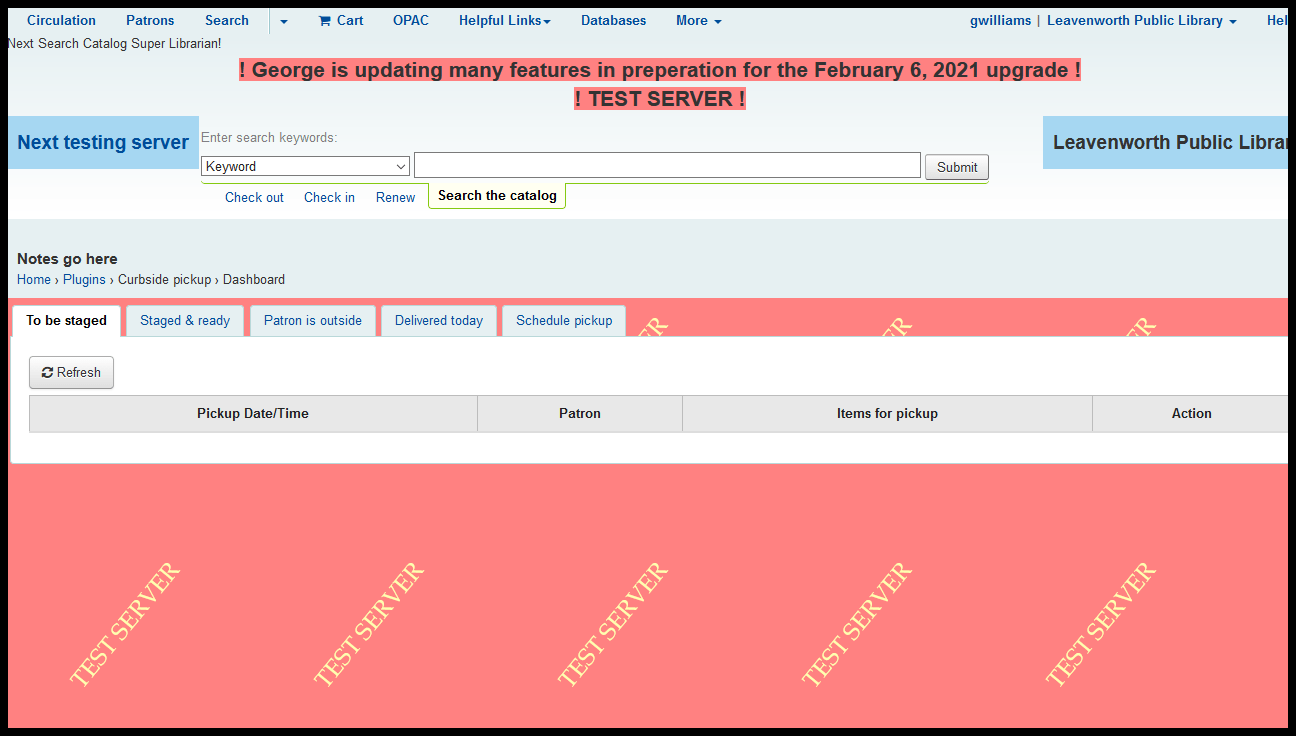 Circulation Patrons Search Cart OPAC Helpful Links Databases More gwilliams | Leavenworth Public Library Hel
Next Search Catalog Super Librarian!
! George is updating many features in preperation for the February 6, 2021 upgrade !
! TEST SERVER !
Next testing server
Enter search keywords:
Leavenworth Public Librar
Keyword Submit
Check out Check in Renew Search the catalog
Notes go here
Home › Plugins › Curbside pickup › Dashboard
To be staged Staged & ready Patron is outside Delivered today Schedule pickup
ER ER ER
Refresh
Pickup Date/Time Patron Items for pickup Action
TEST SERVER TEST SERVER TEST SERVER TEST SERVER TEST SERVER